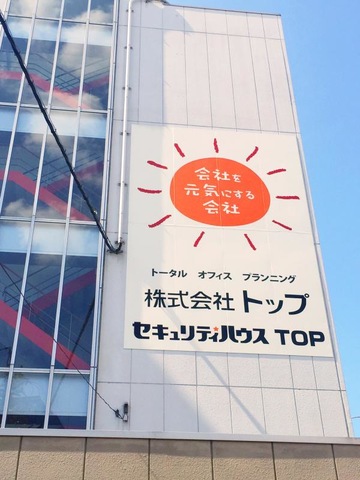 会社を
元気にする
会社
トータル オフィス プランニング
株式会社 トップ
セキュリティハウス TOP